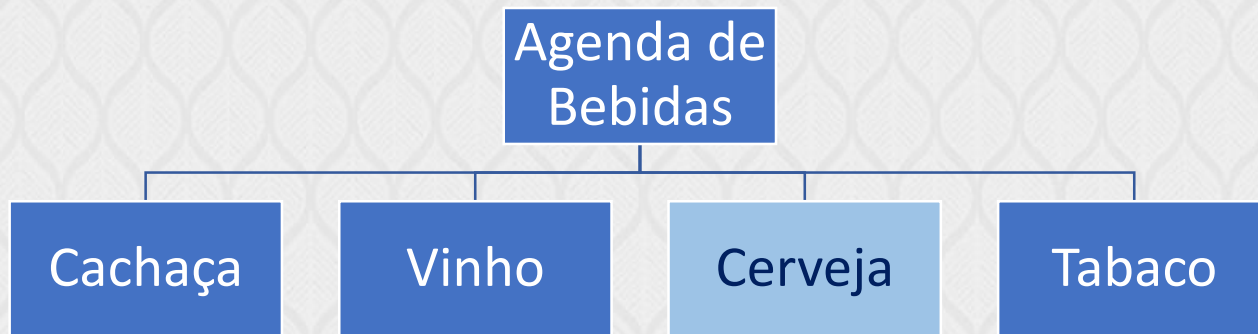 Agenda de
Bebidas
Cachaça
Vinho
Cerveja
Tabaco